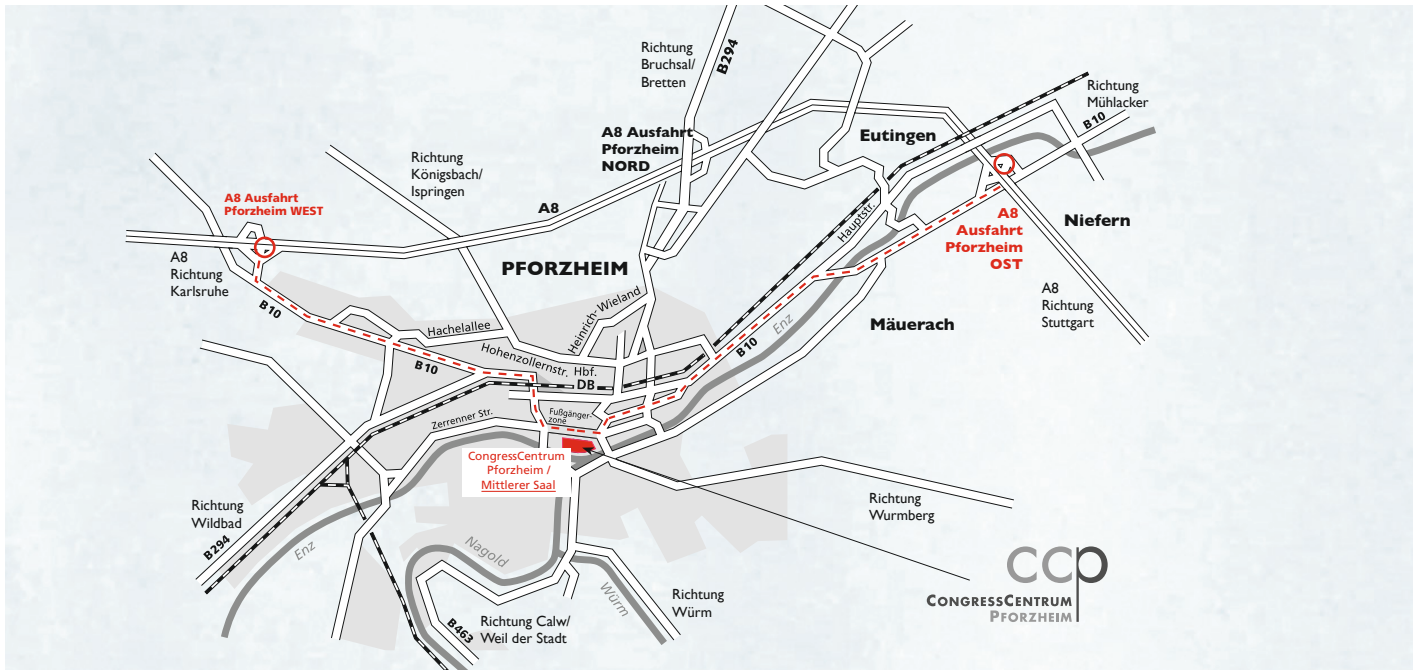 Richtung
Bruchsal/
Bretten
B294
Richtung
Mühlacker
B10
A8 Ausfahrt
Pforzheim
NORD
Eutingen
Richtung
Königsbach/
Ispringen
A8 Ausfahrt
Pforzheim WEST
A8
Hauptstr.
A8
Ausfahrt
Pforzheim
OST
Niefern
A8
Richtung
Karlsruhe
PFORZHEIM
A8
Richtung
Stuttgart
B10
Heinrich-Wieland
Hachelallee
Enz
Mäuerach
Hohenzollernstr.
B10
B10
Hbf.
DB
Zerrenner Str.
Fußgänger-
zone
CongressCentrum
Pforzheim /
Mittlerer Saal
Richtung
Wildbad
B294
Enz
Nagold
Richtung
Wurmberg
Würm
Richtung
Würm
B463
Richtung Calw/
Weil der Stadt
ccp
CONGRESSCENTRUM
PFORZHEIM